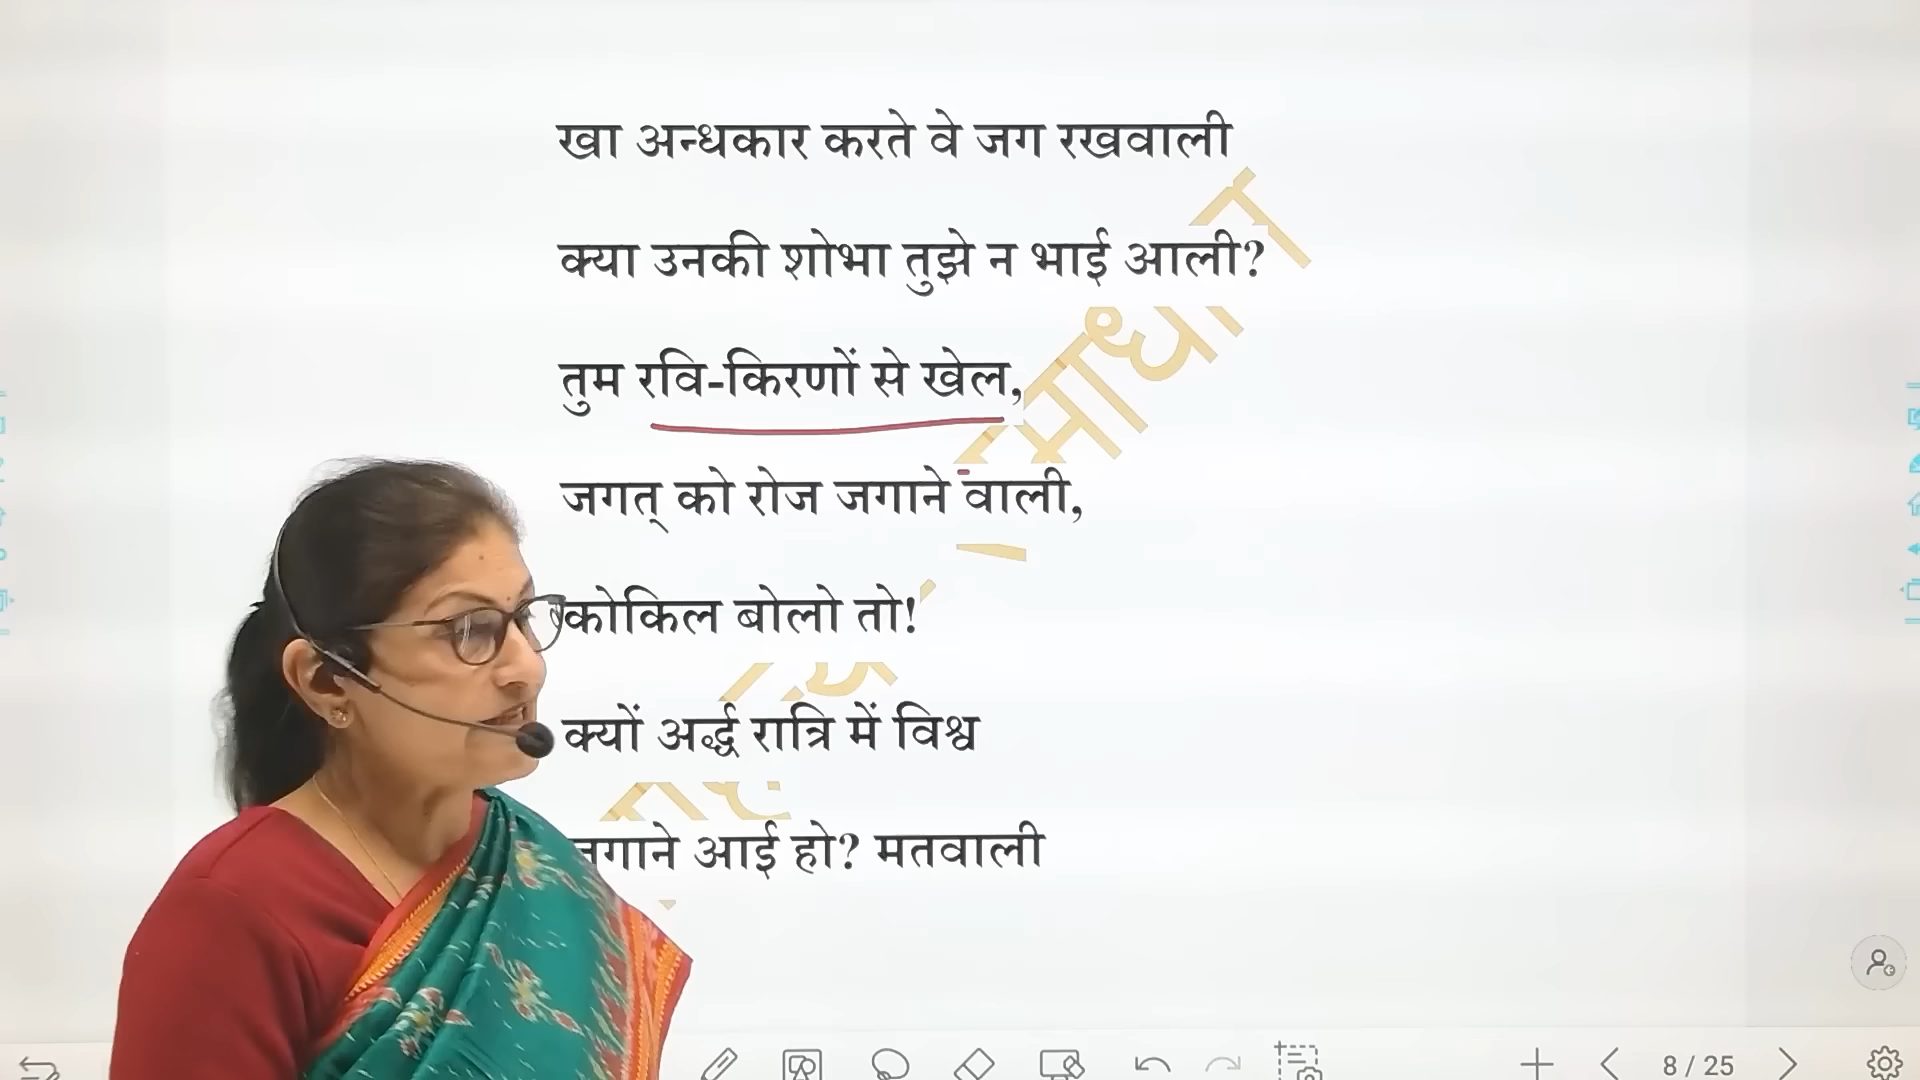 खा अन्धकार करते वे जग रखवाली
क्या उनकी शोभा तुझे न भाई आली?
तुम रवि-किरणों से खेल,
जगत् को रोज जगाने वाली,
कोकिल बोलो तो!
क्यों अर्द्ध रात्रि में विश्व
जगाने आई हो? मतवाली
8 / 25